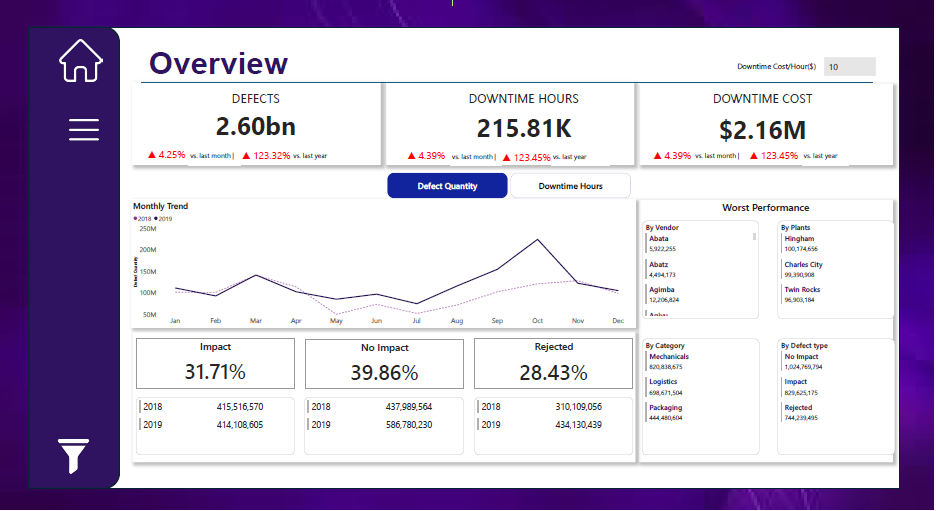 Overview
Downtime Cost/Hour($) 10
DEFECTS
2.60bn
▲ 4.25% vs. last month | ▲ 123.32% vs. last year
DOWNTIME HOURS
215.81K
▲ 4.39% vs. last month | ▲ 123.45% vs. last year
DOWNTIME COST
$2.16M
▲ 4.39% vs. last month | ▲ 123.45% vs. last year
Defect Quantity
Downtime Hours
Monthly Trend
2018 2019
Defect Quantity
250M
200M
150M
100M
50M
Jan Feb Mar Apr May Jun Jul Aug Sep Oct Nov Dec
Worst Performance
By Vendor
Abata
5,922,255
Abatz
4,494,173
Agimba
12,206,824
By Plants
Hingham
100,174,656
Charles City
99,390,908
Twin Rocks
96,903,184
Impact
31.71%
2018 415,516,570
2019 414,108,605
No Impact
39.86%
2018 437,989,564
2019 586,780,230
Rejected
28.43%
2018 310,109,056
2019 434,130,439
By Category
Mechanicals
820,838,675
Logistics
698,671,504
Packaging
444,480,604
By Defect type
No Impact
1,024,769,794
Impact
829,625,175
Rejected
744,239,495